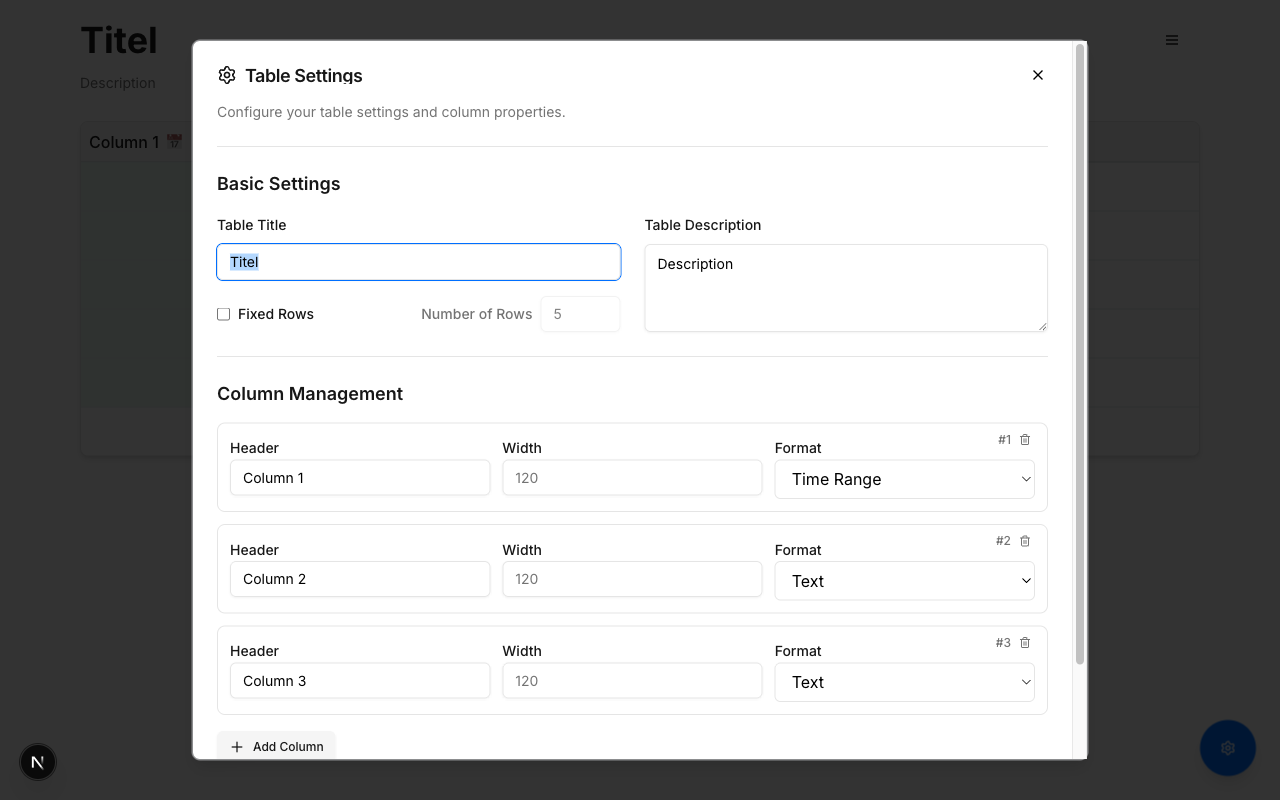 Titel
Description
Column 1
Table Settings
Configure your table settings and column properties.
Basic Settings
Table Title
Table Description
Titel
Description
Fixed Rows
Number of Rows
5
Column Management
#1
Header
Width
Format
Column 1
120
Time Range
#2
Header
Width
Format
Column 2
120
Text
#3
Header
Width
Format
Column 3
120
Text
Add Column
N